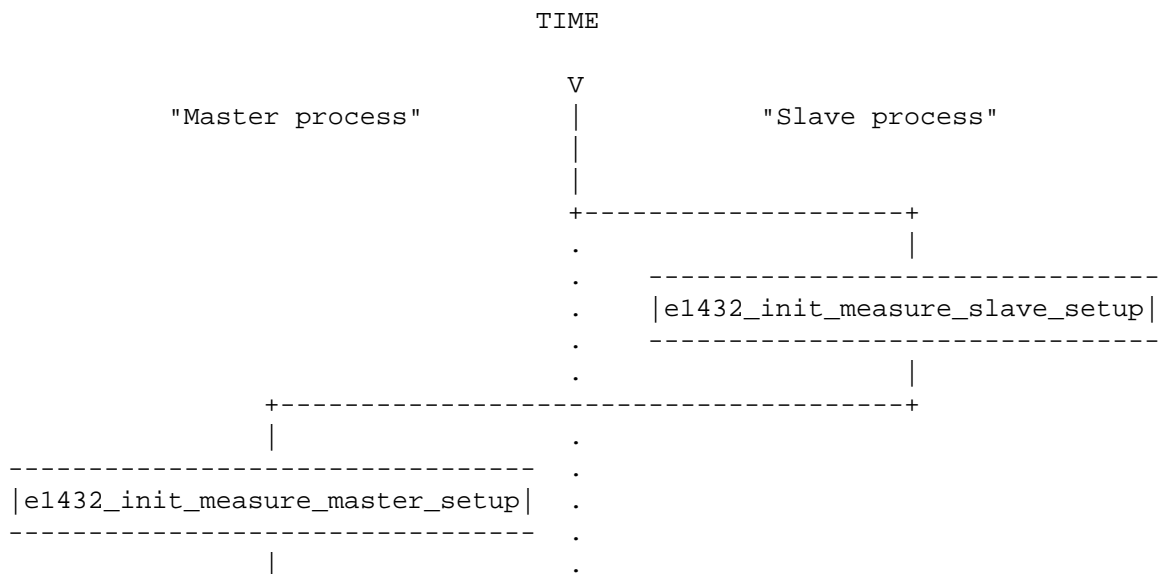 TIME
V
"Master process" | "Slave process"
|
|
+--------------------+
. |
. --------------------------------
. |e1432_init_measure_slave_setup|
. --------------------------------
. |
+---------------------------------------+
| .
--------------------------------- .
|e1432_init_measure_master_setup| .
--------------------------------- .
| .